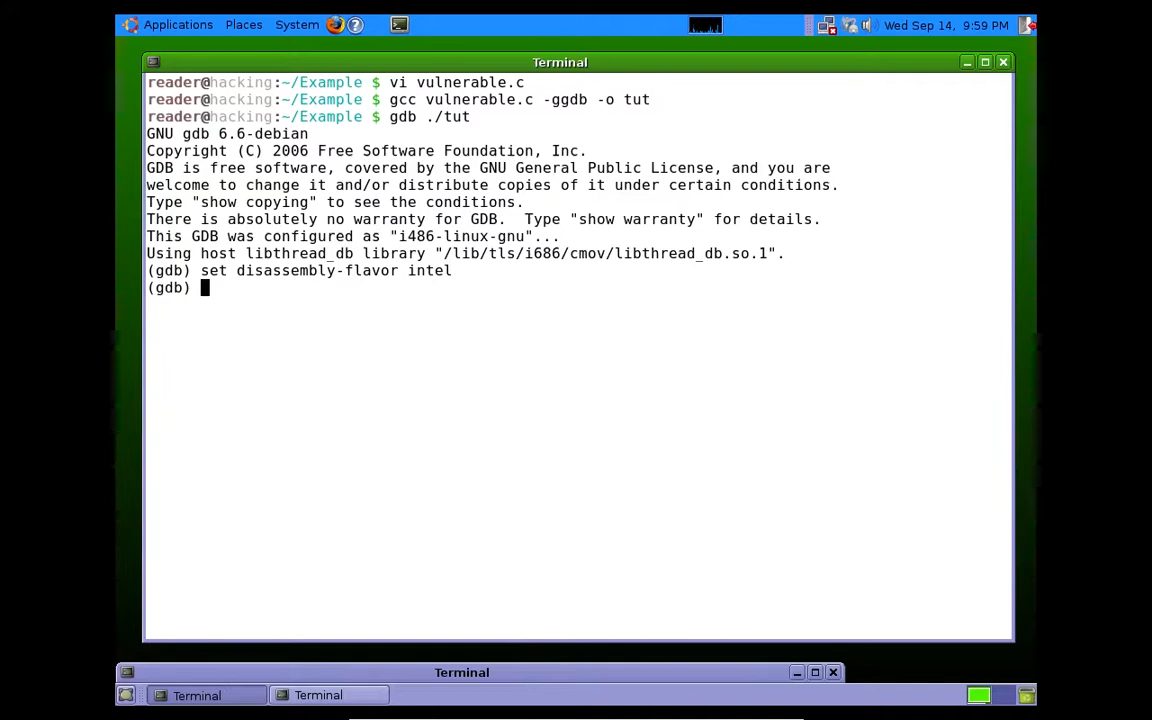 Applications Places System Wed Sep 14, 9:59 PM
Terminal
reader@hacking:~/Example $ vi vulnerable.c
reader@hacking:~/Example $ gcc vulnerable.c -ggdb -o tut
reader@hacking:~/Example $ gdb ./tut
GNU gdb 6.6-debian
Copyright (C) 2006 Free Software Foundation, Inc.
GDB is free software, covered by the GNU General Public License, and you are
welcome to change it and/or distribute copies of it under certain conditions.
Type "show copying" to see the conditions.
There is absolutely no warranty for GDB.  Type "show warranty" for details.
This GDB was configured as "i486-linux-gnu"...
Using host libthread_db library "/lib/tls/i686/cmov/libthread_db.so.1".
(gdb) set disassembly-flavor intel
(gdb)
Terminal
Terminal Terminal